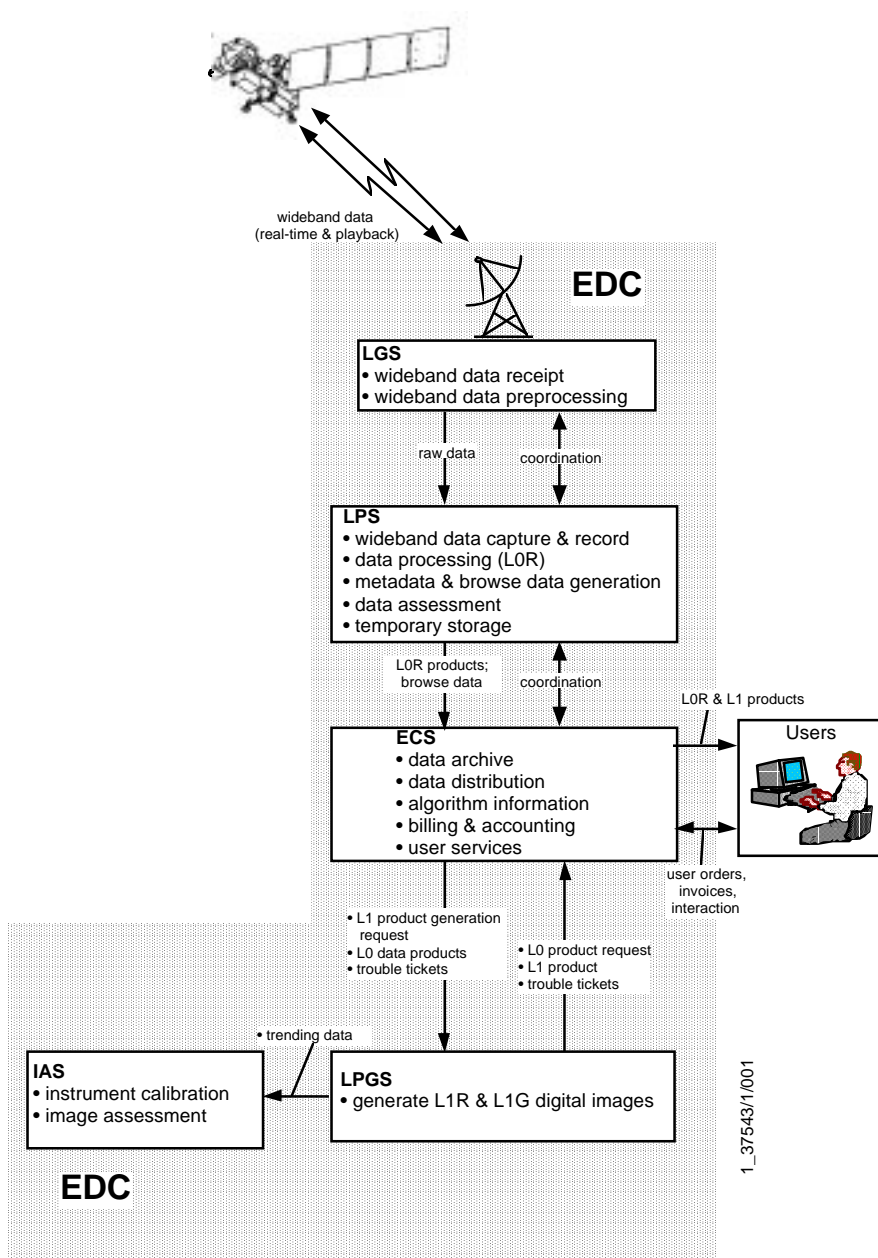 wideband data
(real-time & playback)
EDC
LGS
• wideband data receipt
• wideband data preprocessing
raw data
coordination
LPS
• wideband data capture & record
• data processing (L0R)
• metadata & browse data generation
• data assessment
• temporary storage
L0R products;
browse data
coordination
L0R & L1 products
ECS
• data archive
• data distribution
• algorithm information
• billing & accounting
• user services
Users
user orders,
invoices,
interaction
• L1 product generation
request
• L0 data products
• trouble tickets
• L0 product request
• L1 product
• trouble tickets
• trending data
IAS
• instrument calibration
• image assessment
LPGS
• generate L1R & L1G digital images
EDC
1_37543/1/001